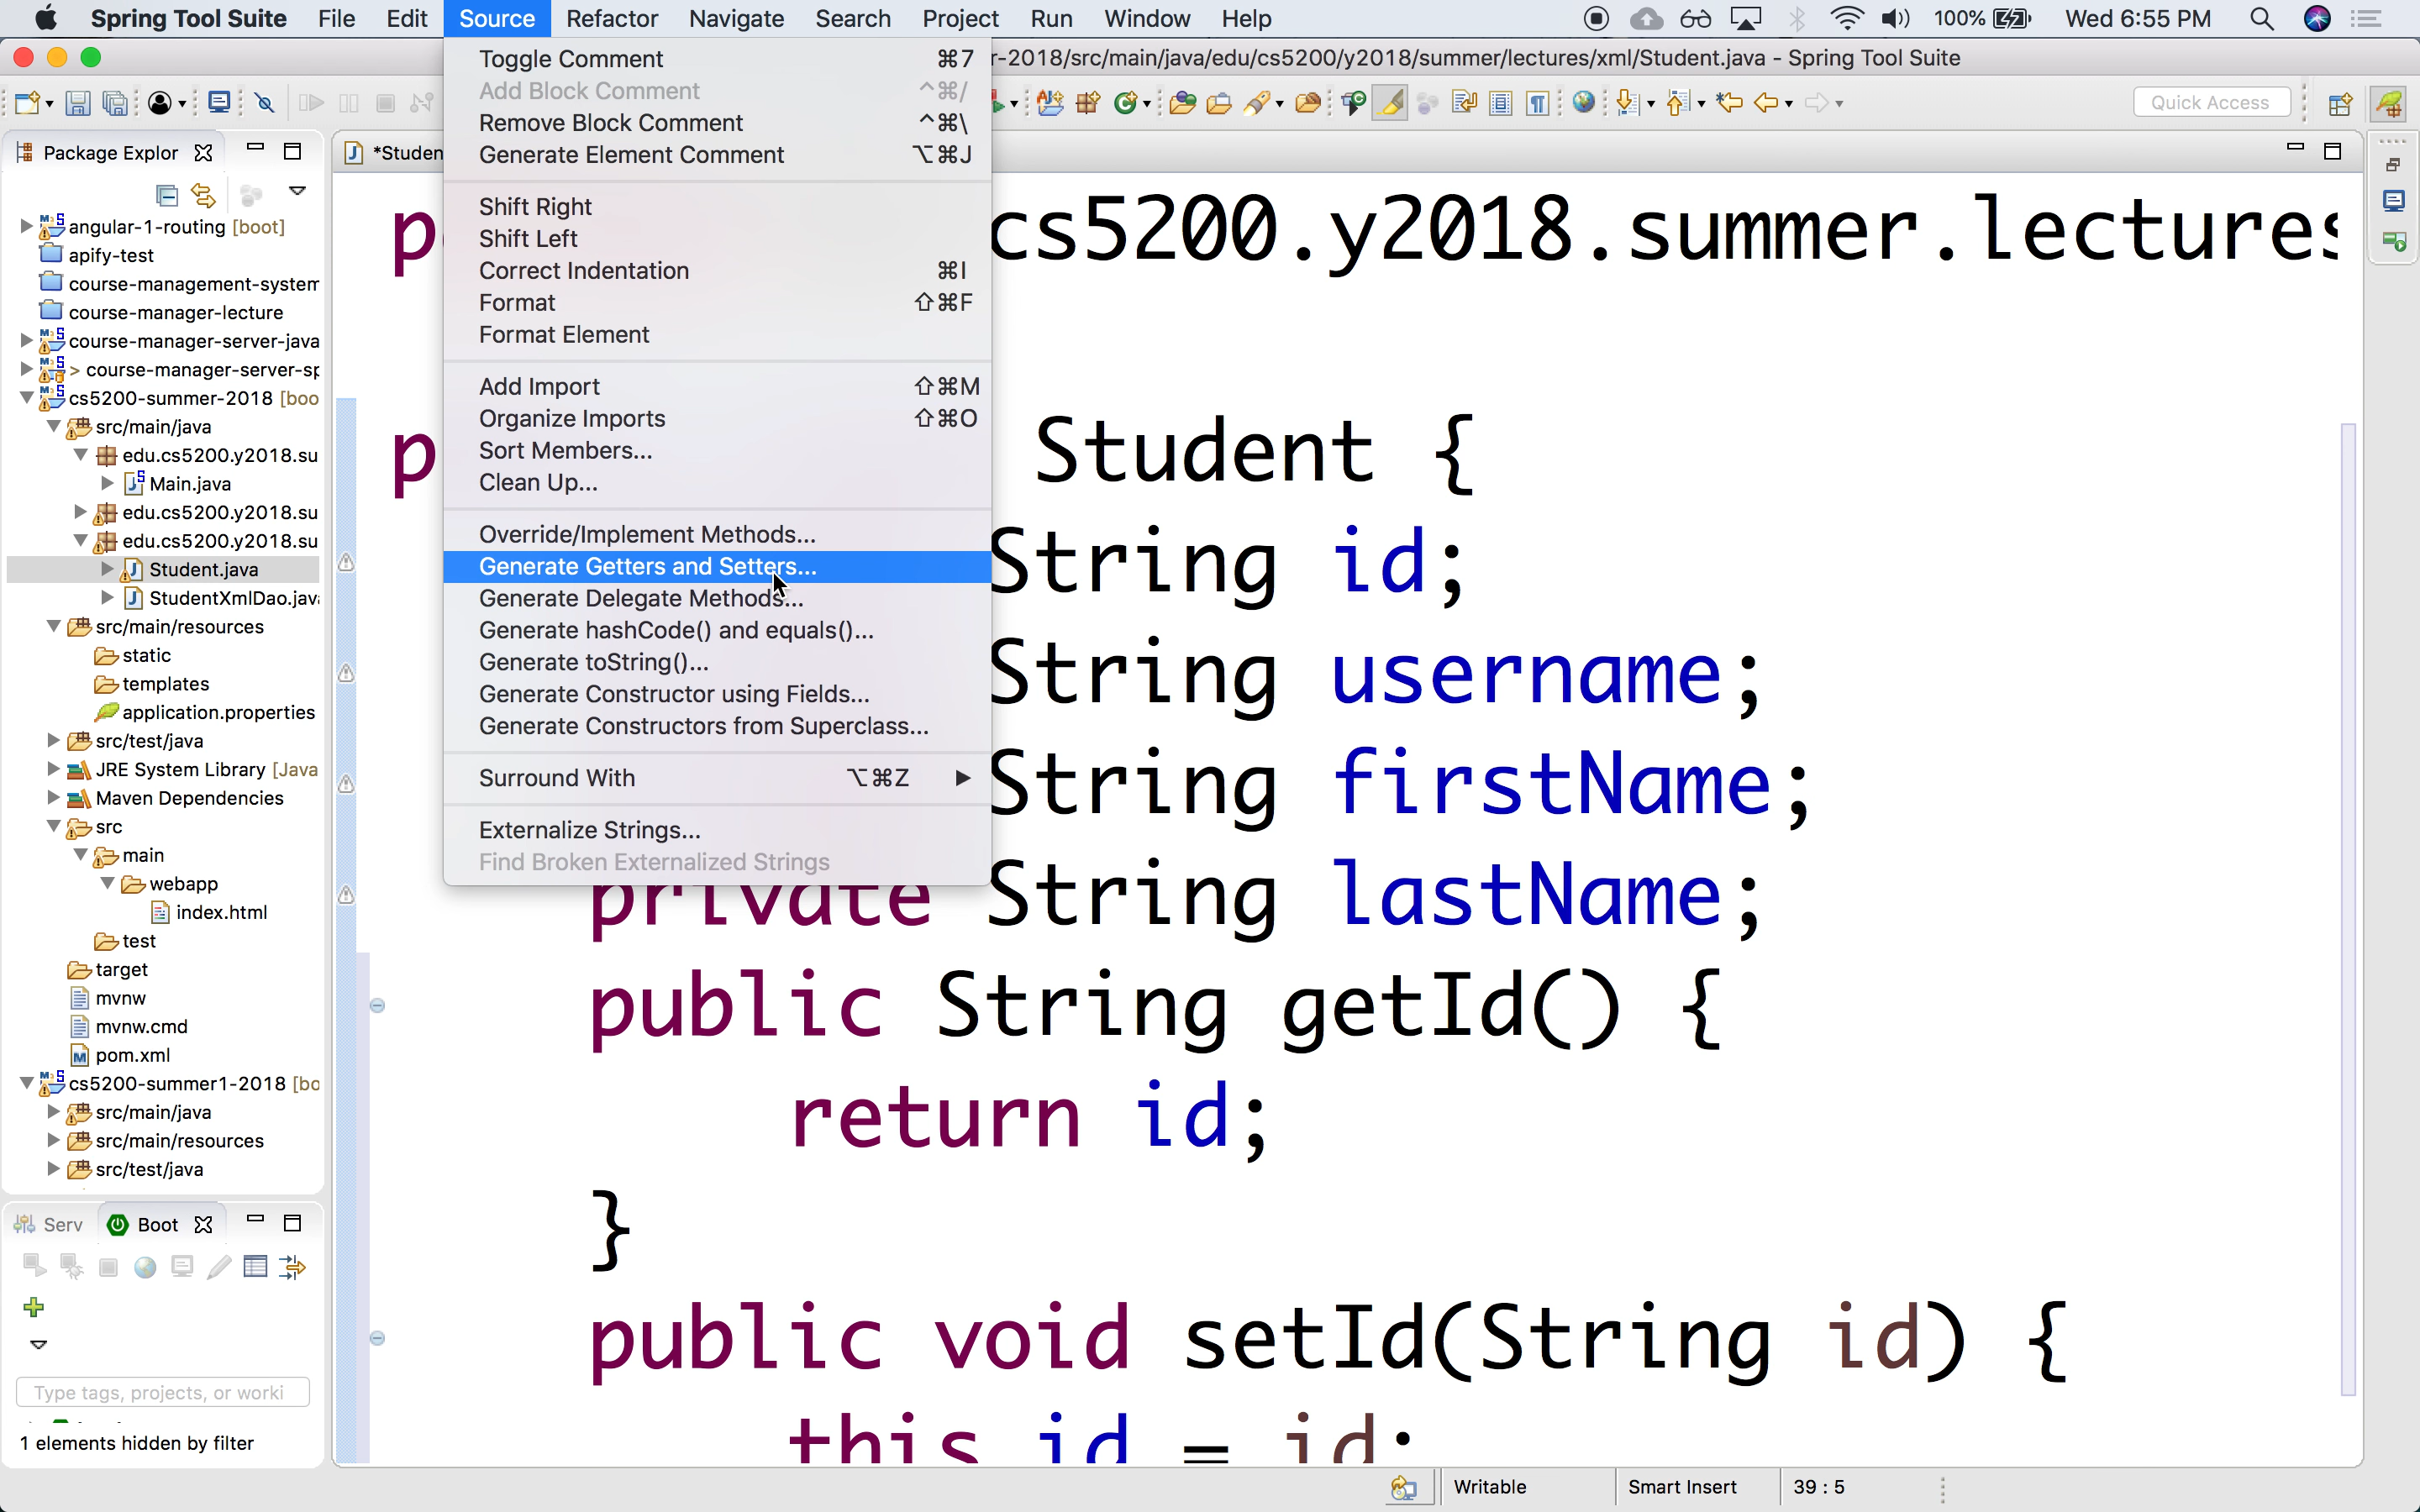 Spring Tool Suite File Edit Source Refactor Navigate Search Project Run Window Help 100% Wed 6:55 PM
r-2018/src/main/java/edu/cs5200/y2018/summer/lectures/xml/Student.java - Spring Tool Suite
Quick Access
Package Explor
angular-1-routing [boot]
apify-test
course-management-system
course-manager-lecture
course-manager-server-java
> course-manager-server-sp
cs5200-summer-2018 [boo
src/main/java
edu.cs5200.y2018.su
Main.java
edu.cs5200.y2018.su
edu.cs5200.y2018.su
Student.java
StudentXmlDao.java
src/main/resources
static
templates
application.properties
src/test/java
JRE System Library [Java
Maven Dependencies
src
main
webapp
index.html
test
target
mvnw
mvnw.cmd
pom.xml
cs5200-summer1-2018 [bo
src/main/java
src/main/resources
src/test/java
Serv Boot
Type tags, projects, or worki
1 elements hidden by filter
*Studen
Toggle Comment ⌘7
Add Block Comment ^⌘/
Remove Block Comment ^⌘\
Generate Element Comment ⌥⌘J
Shift Right
Shift Left
Correct Indentation ⌘I
Format ⇧⌘F
Format Element
Add Import ⇧⌘M
Organize Imports ⇧⌘O
Sort Members...
Clean Up...
Override/Implement Methods...
Generate Getters and Setters...
Generate Delegate Methods...
Generate hashCode() and equals()...
Generate toString()...
Generate Constructor using Fields...
Generate Constructors from Superclass...
Surround With ⌥⌘Z
Externalize Strings...
Find Broken Externalized Strings
p cs5200.y2018.summer.lectures
p Student {
String id;
String username;
String firstName;
private String lastName;
public String getId() {
return id;
}
public void setId(String id) {
this.id = id;
Writable Smart Insert 39 : 5